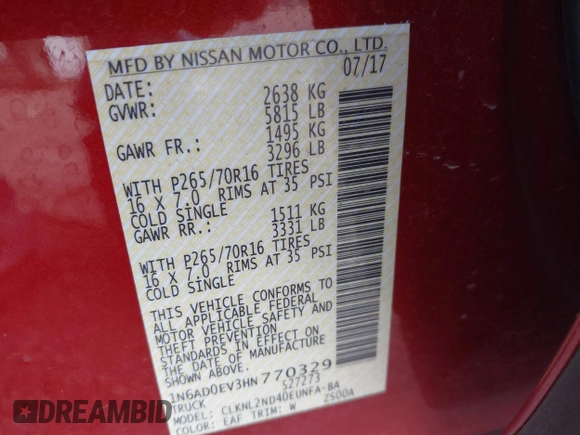 MFD BY NISSAN MOTOR CO., LTD.
DATE: 07/17
GVWR: 2638 KG
5815 LB
GAWR FR.: 1495 KG
3296 LB
WITH P265/70R16 TIRES
16 X 7.0 RIMS AT 35 PSI
COLD SINGLE
GAWR RR.: 1511 KG
3331 LB
WITH P265/70R16 TIRES
16 X 7.0 RIMS AT 35 PSI
COLD SINGLE
THIS VEHICLE CONFORMS TO
ALL APPLICABLE FEDERAL
MOTOR VEHICLE SAFETY AND
THEFT PREVENTION
STANDARDS IN EFFECT ON
THE DATE OF MANUFACTURE
SHOWN ABOVE.
1N6AD0EV3HN770329
TRUCK 527273
MODEL: CLKNL2ND40EUNFA-BA
COLOR: EAF TRIM: W 2500A
READYFORBID